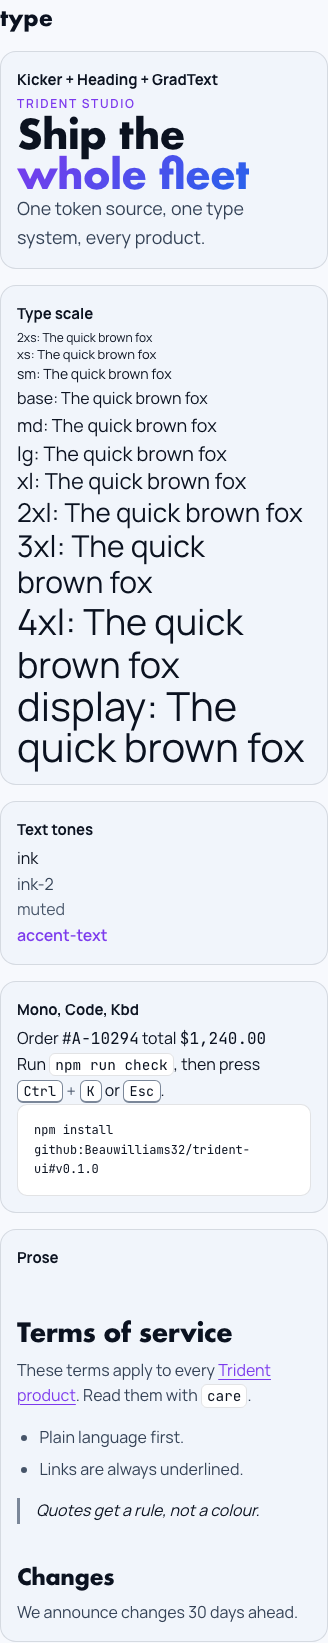 type
Kicker + Heading + GradText
TRIDENT STUDIO
Ship the
whole fleet
One token source, one type
system, every product.
Type scale
2xs: The quick brown fox
xs: The quick brown fox
sm: The quick brown fox
base: The quick brown fox
md: The quick brown fox
lg: The quick brown fox
xl: The quick brown fox
2xl: The quick brown fox
3xl: The quick
brown fox
4xl: The quick
brown fox
display: The
quick brown fox
Text tones
ink
ink-2
muted
accent-text
Mono, Code, Kbd
Order #A-10294 total $1,240.00
Run npm run check, then press
Ctrl + K or Esc.
npm install
github:Beauwilliams32/trident-
ui#v0.1.0
Prose
Terms of service
These terms apply to every Trident
product. Read them with care.
• Plain language first.
• Links are always underlined.
Quotes get a rule, not a colour.
Changes
We announce changes 30 days ahead.